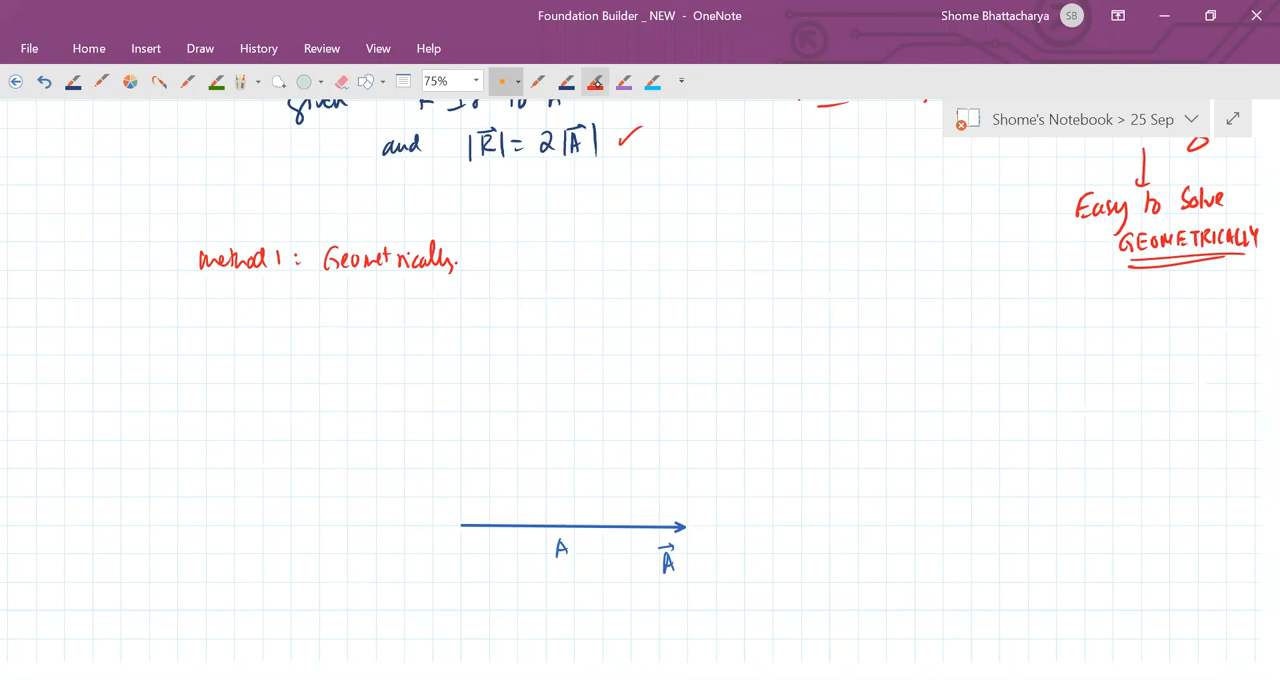 Foundation Builder _ NEW - OneNote
Shome Bhattacharya SB
File Home Insert Draw History Review View Help
75%
Shome's Notebook > 25 Sep
given
and |R⃗| = 2|A⃗| ✓
Easy to Solve
GEOMETRICALLY
method 1 : Geometrically.
A
A⃗